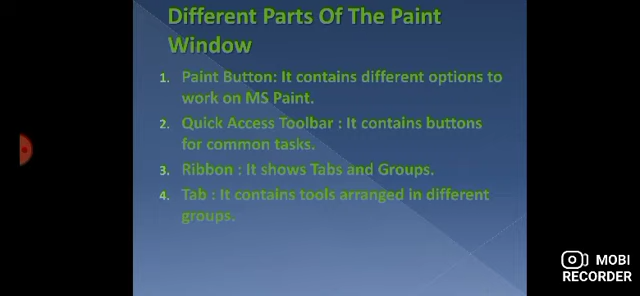 Different Parts Of The Paint
Window
1. Paint Button: It contains different options to
work on MS Paint.
2. Quick Access Toolbar : It contains buttons
for common tasks.
3. Ribbon : It shows Tabs and Groups.
4. Tab : It contains tools arranged in different
groups.
MOBI
RECORDER